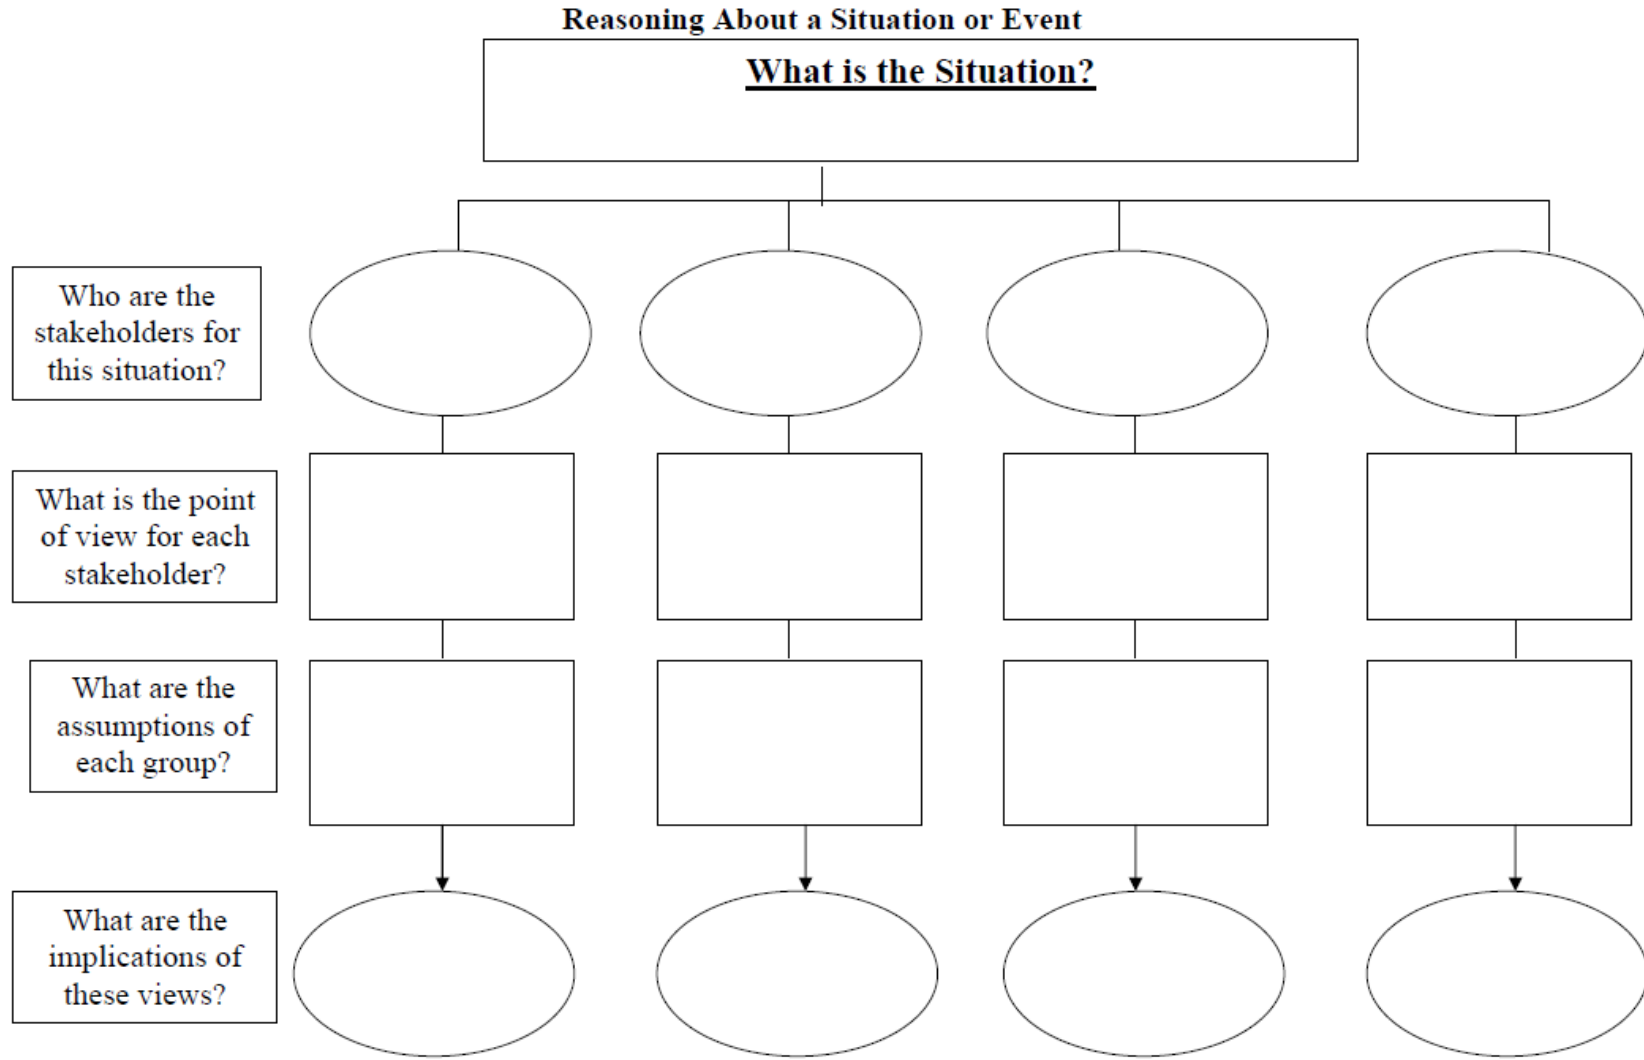 Reasoning About a Situation or Event
What is the Situation?
Who are the
stakeholders for
this situation?
What is the point
of view for each
stakeholder?
What are the
assumptions of
each group?
What are the
implications of
these views?